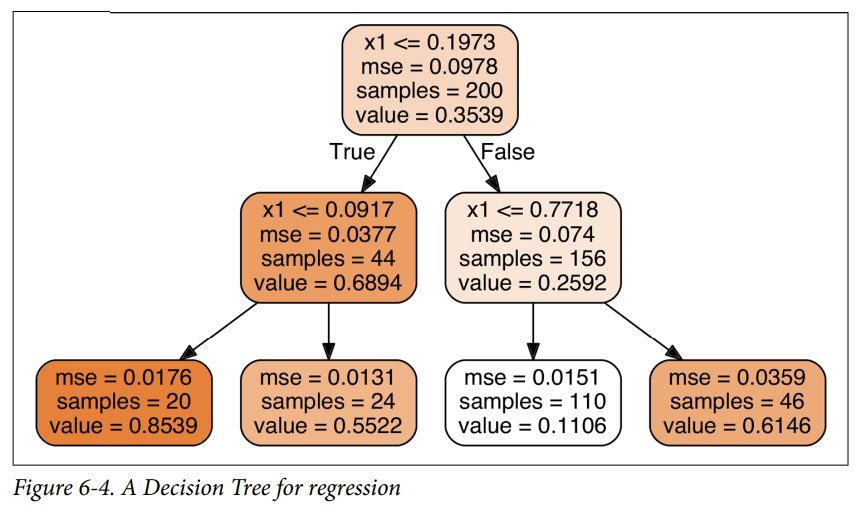 x1 <= 0.1973
mse = 0.0978
samples = 200
value = 0.3539
True
False
x1 <= 0.0917
mse = 0.0377
samples = 44
value = 0.6894
x1 <= 0.7718
mse = 0.074
samples = 156
value = 0.2592
mse = 0.0176
samples = 20
value = 0.8539
mse = 0.0131
samples = 24
value = 0.5522
mse = 0.0151
samples = 110
value = 0.1106
mse = 0.0359
samples = 46
value = 0.6146
Figure 6-4. A Decision Tree for regression